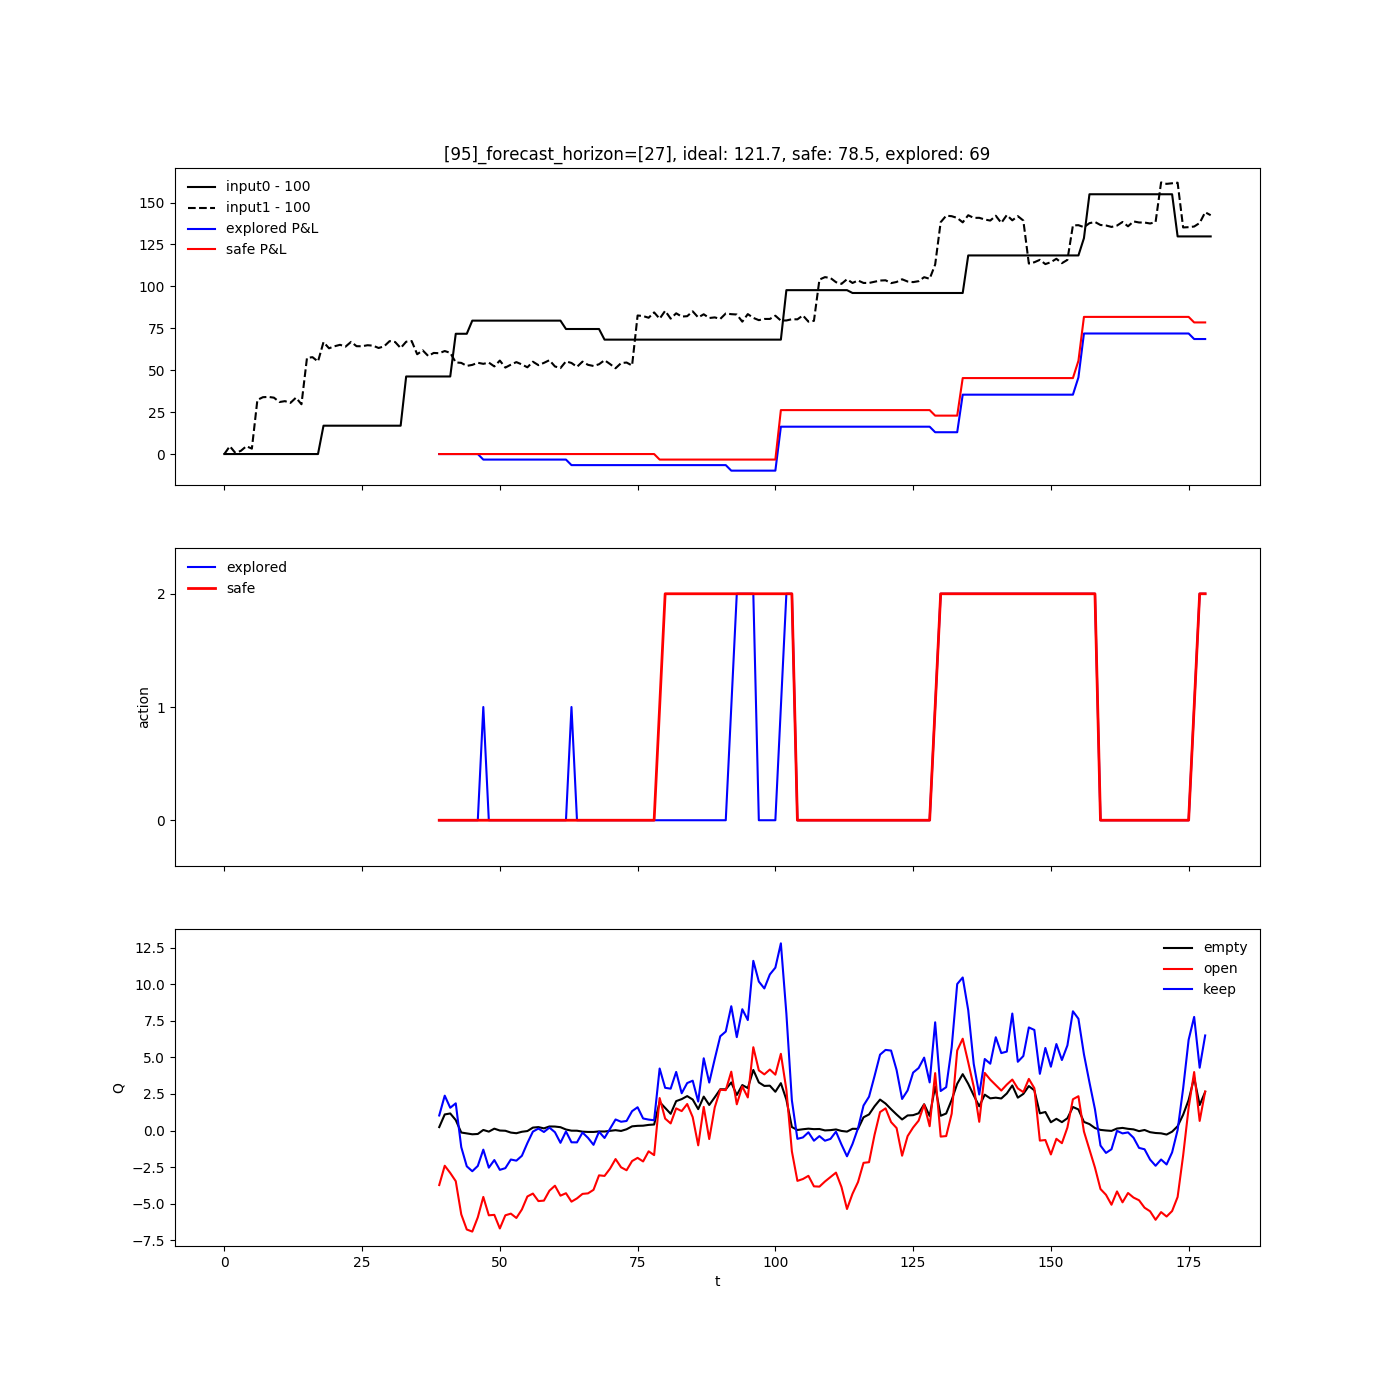 [95]_forecast_horizon=[27], ideal: 121.7, safe: 78.5, explored: 69
input0 - 100
input1 - 100
explored P&L
safe P&L
150
125
100
75
50
25
0
explored
safe
2
1
0
action
empty
open
keep
12.5
10.0
7.5
5.0
2.5
0.0
−2.5
−5.0
−7.5
Q
0 25 50 75 100 125 150 175
t